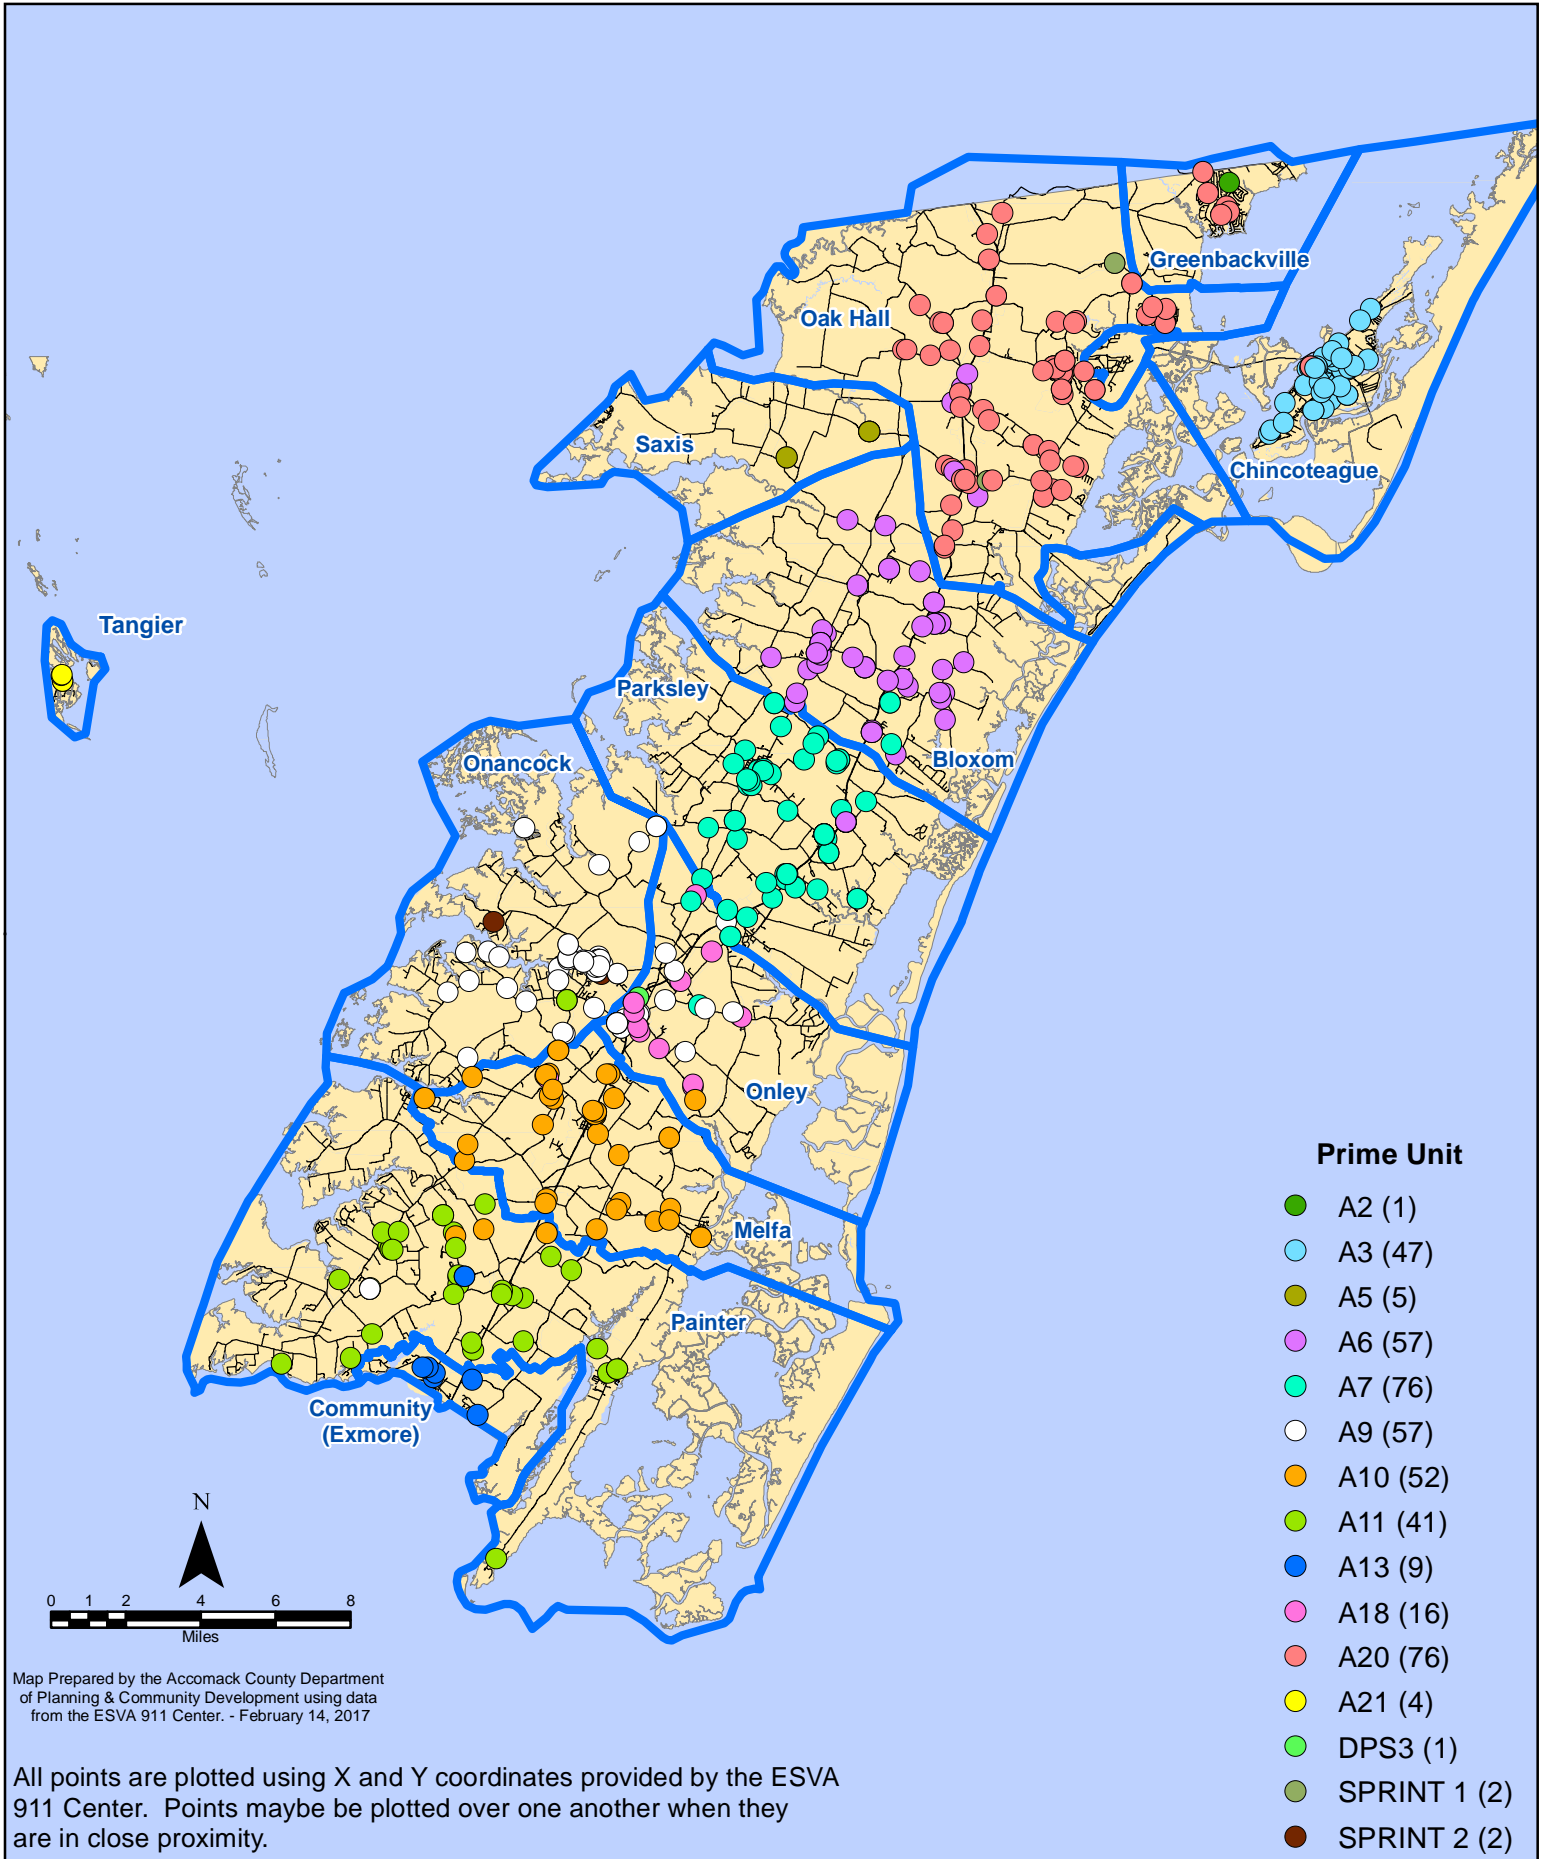 Greenbackville
Oak Hall
Saxis
Chincoteague
Tangier
Parksley
Onancock
Bloxom
Onley
Melfa
Painter
Community
(Exmore)
Prime Unit
A2 (1)
A3 (47)
A5 (5)
A6 (57)
A7 (76)
A9 (57)
A10 (52)
A11 (41)
A13 (9)
A18 (16)
A20 (76)
A21 (4)
DPS3 (1)
SPRINT 1 (2)
SPRINT 2 (2)
N
0 1 2 4 6 8
Miles
Map Prepared by the Accomack County Department
of Planning & Community Development using data
from the ESVA 911 Center. - February 14, 2017
All points are plotted using X and Y coordinates provided by the ESVA
911 Center.  Points maybe be plotted over one another when they
are in close proximity.